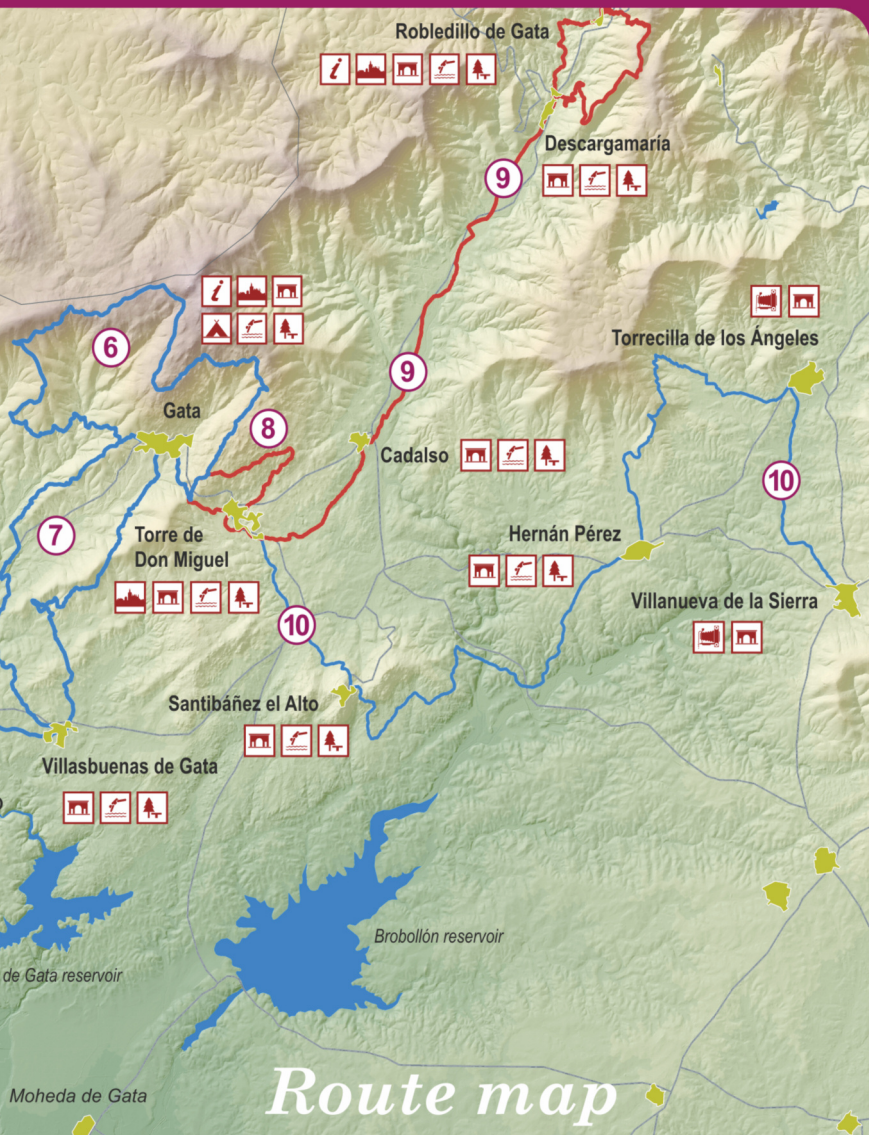 Robledillo de Gata
i
Descargamaría
9
i
Torrecilla de los Ángeles
6
9
Gata
8
Cadalso
10
7
Torre de
Don Miguel
Hernán Pérez
Villanueva de la Sierra
10
Santibáñez el Alto
Villasbuenas de Gata
Brobollón reservoir
de Gata reservoir
Moheda de Gata
Route map